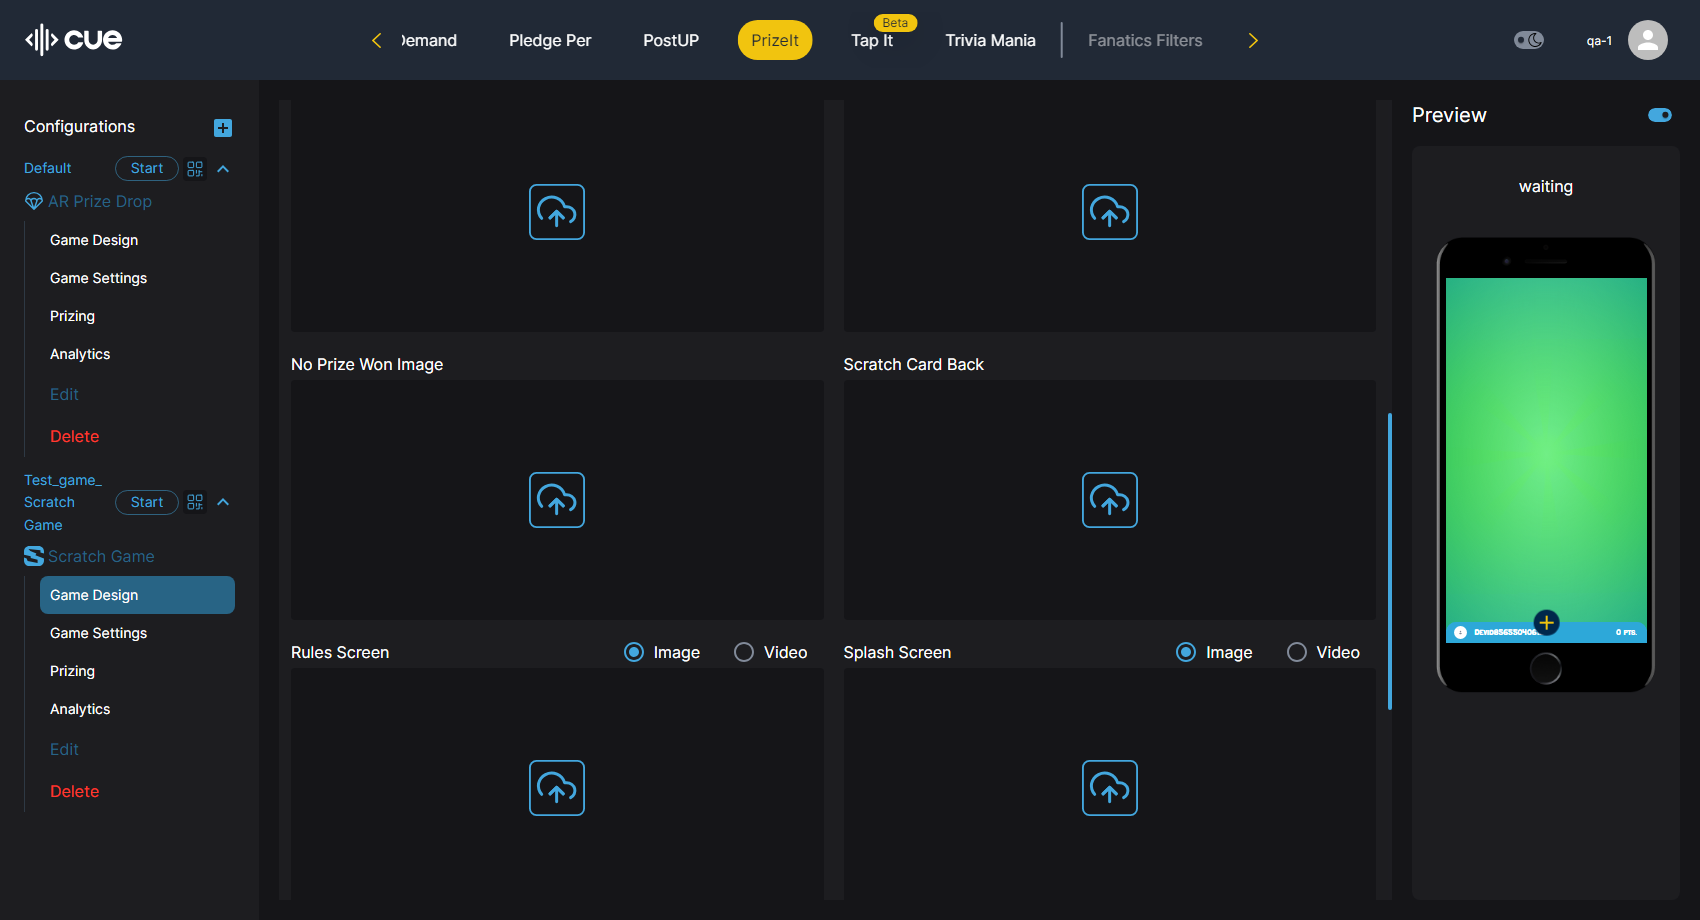 cue
Demand
Pledge Per
PostUP
PrizeIt
Beta
Tap It
Trivia Mania
Fanatics Filters
qa-1
Configurations
Default
Start
AR Prize Drop
Game Design
Game Settings
Prizing
Analytics
Edit
Delete
Test_game_
Scratch
Game
Start
Scratch Game
Game Design
Game Settings
Prizing
Analytics
Edit
Delete
No Prize Won Image
Scratch Card Back
Rules Screen
Image
Video
Splash Screen
Image
Video
Preview
waiting
0 PTS.